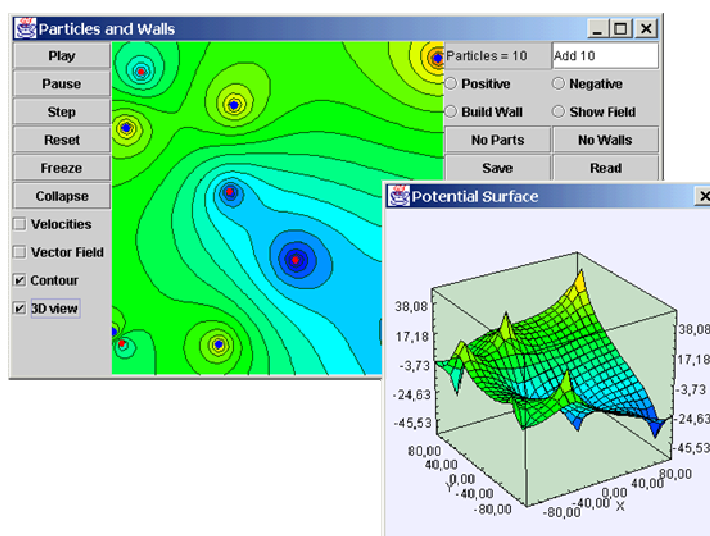 Particles and Walls
Play
Pause
Step
Reset
Freeze
Collapse
Velocities
Vector Field
Contour
3D view
Particles = 10 Add 10
Positive Negative
Build Wall Show Field
No Parts No Walls
Save Read
Potential Surface
38,08
17,18
-3,73
-24,63
-45,53
38,08
17,18
-3,73
-24,63
-45,53
80,00
40,00
0,00
-40,00
-80,00
Y
-80,00
-40,00
0,00
40,00
80,00
X